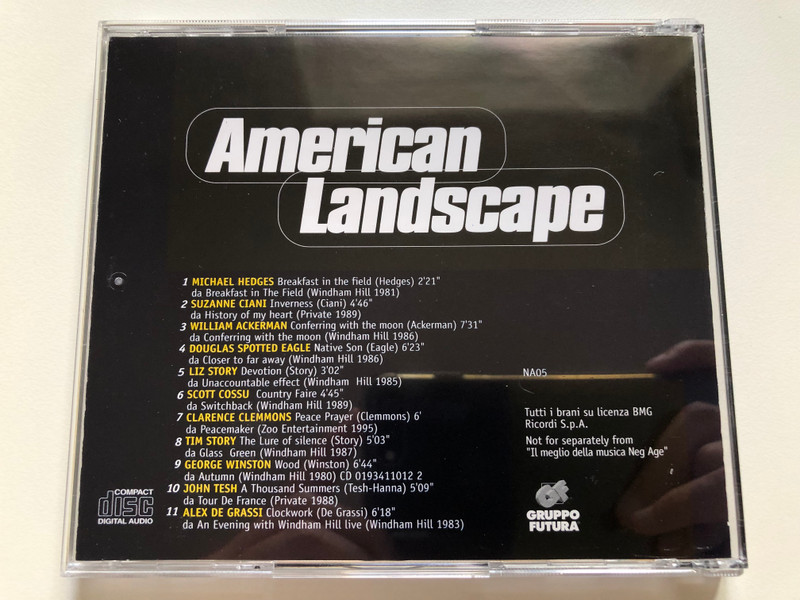 American
Landscape
1 MICHAEL HEDGES Breakfast in the field (Hedges) 2'21"
da Breakfast in The Field (Windham Hill 1981)
2 SUZANNE CIANI Inverness (Ciani) 4'46"
da History of my heart (Private 1989)
3 WILLIAM ACKERMAN Conferring with the moon (Ackerman) 7'31"
da Conferring with the moon (Windham Hill 1986)
4 DOUGLAS SPOTTED EAGLE Native Son (Eagle) 6'23"
da Closer to far away (Windham Hill 1986)
5 LIZ STORY Devotion (Story) 3'02"
da Unaccountable effect (Windham Hill 1985)
6 SCOTT COSSU Country Faire 4'45"
da Switchback (Windham Hill 1989)
7 CLARENCE CLEMMONS Peace Prayer (Clemmons) 6'
da Peacemaker (Zoo Entertainment 1995)
8 TIM STORY The Lure of silence (Story) 5'03"
da Glass Green (Windham Hill 1987)
9 GEORGE WINSTON Wood (Winston) 6'44"
da Autumn (Windham Hill 1980) CD 0193411012 2
10 JOHN TESH A Thousand Summers (Tesh-Hanna) 5'09"
da Tour De France (Private 1988)
11 ALEX DE GRASSI Clockwork (De Grassi) 6'18"
da An Evening with Windham Hill live (Windham Hill 1983)
NA05
Tutti i brani su licenza BMG
Ricordi S.p.A.
Not for separately from
"Il meglio della musica Neg Age"
COMPACT
disc
DIGITAL AUDIO
GRUPPO
FUTURA